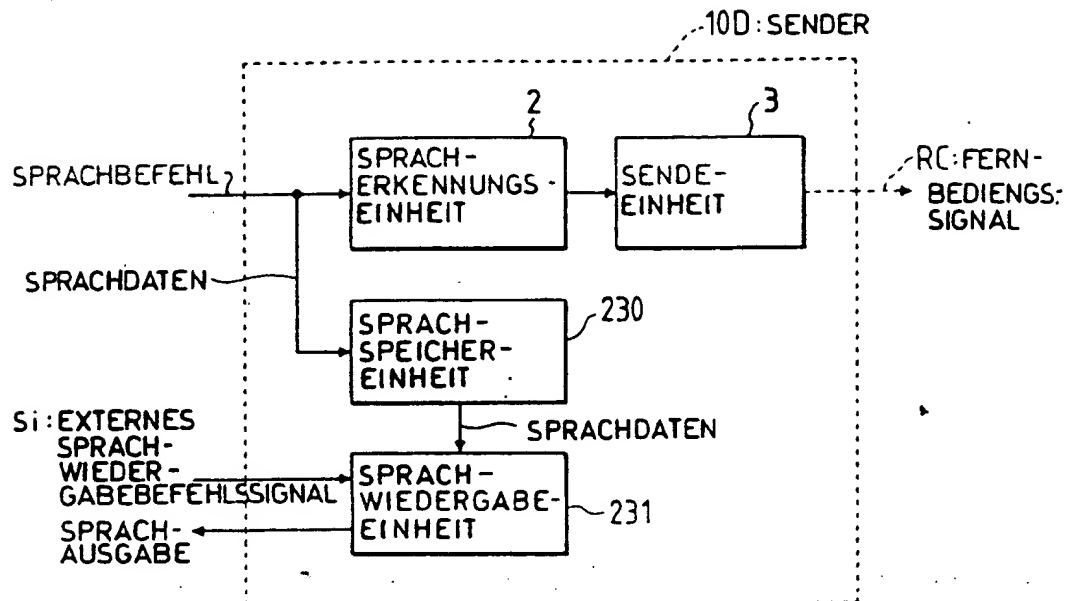 10D: SENDER
2
3
SPRACHBEFEHL
SPRACH-
ERKENNUNGS-
EINHEIT
SENDE-
EINHEIT
RC: FERN-
BEDIENGS-
SIGNAL
SPRACHDATEN
230
SPRACH-
SPEICHER-
EINHEIT
SPRACHDATEN
Si: EXTERNES
SPRACH-
WIEDER-
GABEBEFEHLSSIGNAL
SPRACH-
WIEDERGABE-
EINHEIT
231
SPRACH-
AUSGABE